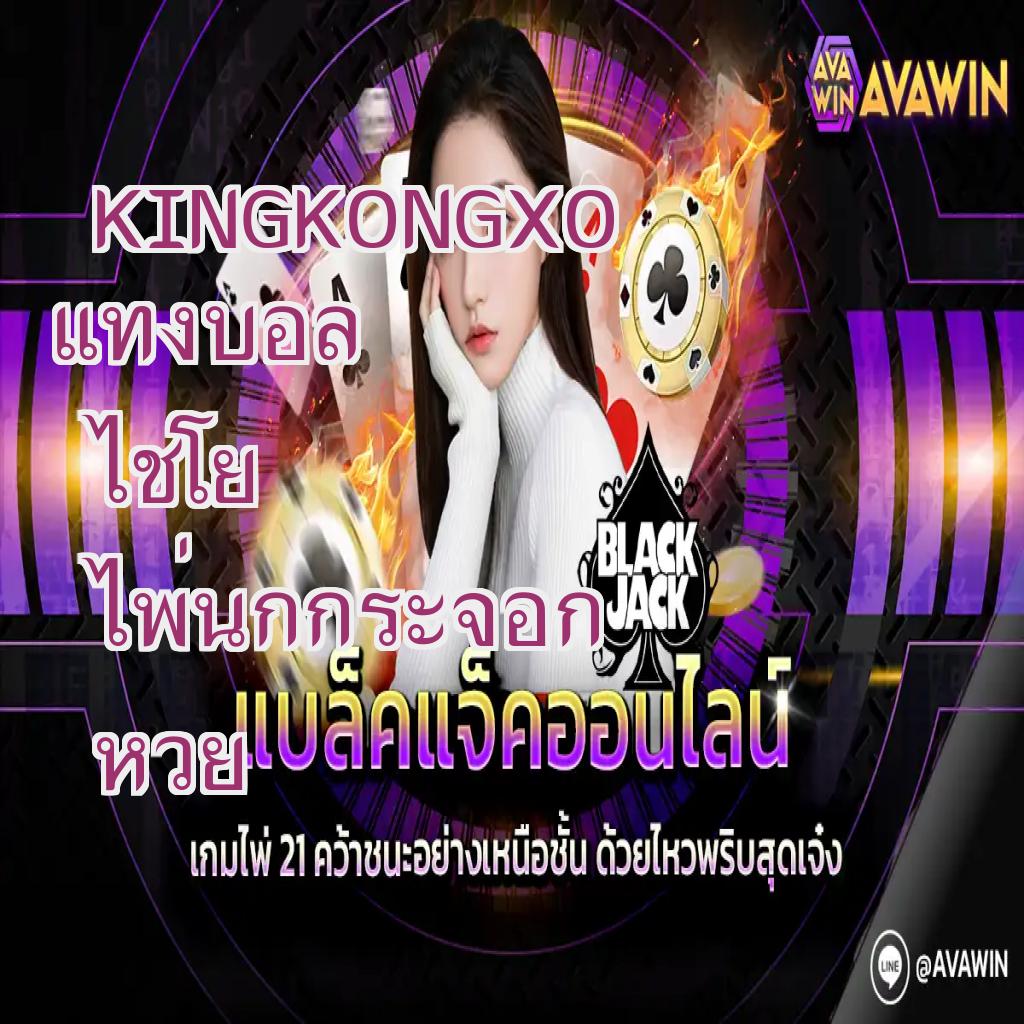 AVA
WIN
AVAWIN
KINGKONGXO
แทงบอล
ไชโย
ไพ่นกกระจอก
BLACK
JACK
แบล็คแจ็คออนไลน์
หวย
เกมไพ่ 21 คว้าชนะอย่างเหนือชั้น ด้วยไหวพริบสุดเจ๋ง
LINE
@AVAWIN